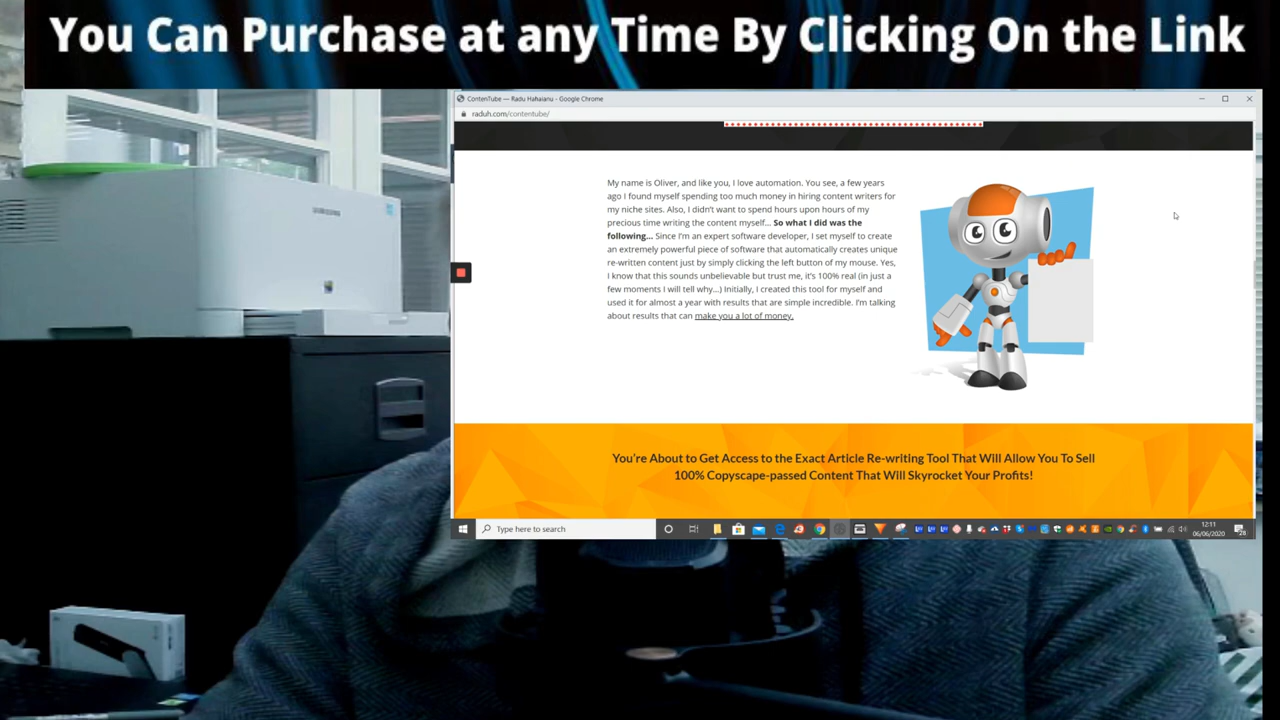 You Can Purchase at any Time By Clicking On the Link
ContenTube — Radu Hahaianu - Google Chrome
raduh.com/contentube/
My name is Oliver, and like you, I love automation. You see, a few years
ago I found myself spending too much money in hiring content writers for
my niche sites. Also, I didn't want to spend hours upon hours of my
precious time writing the content myself... So what I did was the
following... Since I'm an expert software developer, I set myself to create
an extremely powerful piece of software that automatically creates unique
re-written content just by simply clicking the left button of my mouse. Yes,
I know that this sounds unbelievable but trust me, it's 100% real (in just a
few moments I will tell why...) Initially, I created this tool for myself and
used it for almost a year with results that are simple incredible. I'm talking
about results that can make you a lot of money.
You're About to Get Access to the Exact Article Re-writing Tool That Will Allow You To Sell
100% Copyscape-passed Content That Will Skyrocket Your Profits!
Type here to search
12:11
06/06/2020
SAMSUNG